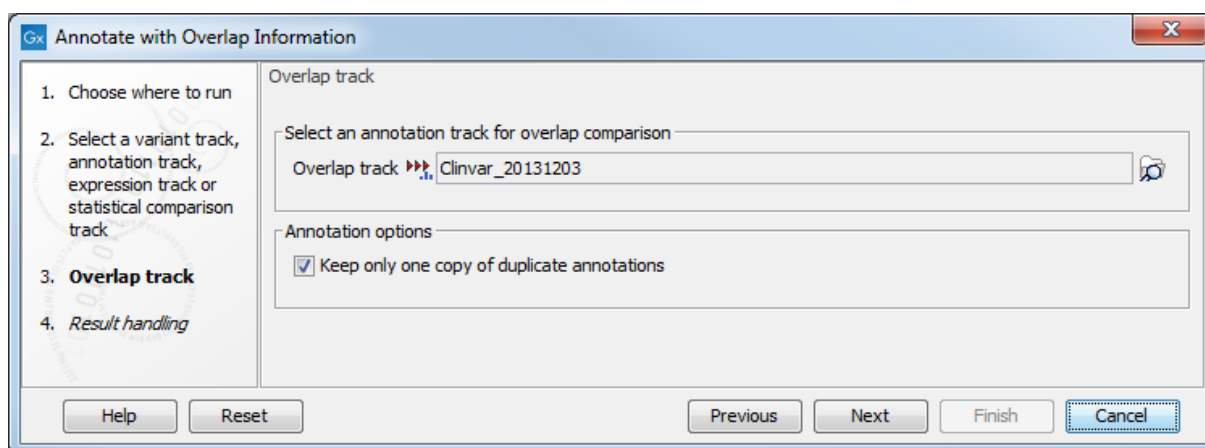 Gx Annotate with Overlap Information
1. Choose where to run
2. Select a variant track,
annotation track,
expression track or
statistical comparison
track
3. Overlap track
4. Result handling
Overlap track
Select an annotation track for overlap comparison
Overlap track Clinvar_20131203
Annotation options
Keep only one copy of duplicate annotations
Help Reset Previous Next Finish Cancel